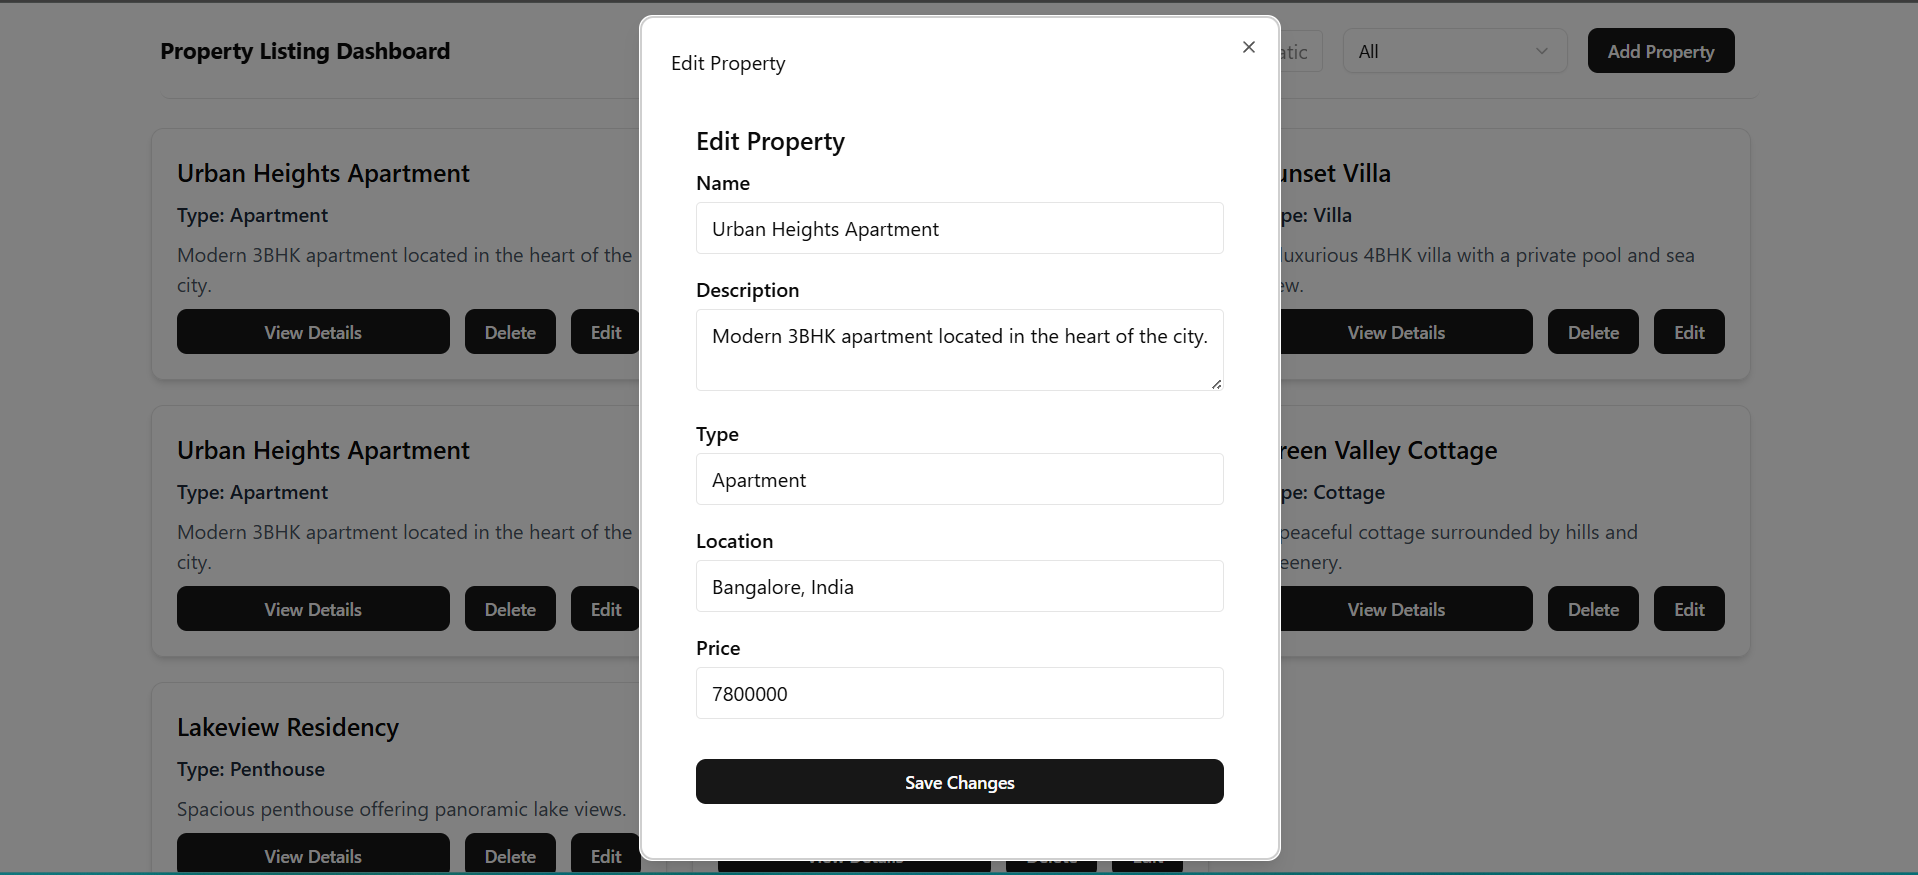 Property Listing Dashboard
All
Add Property
Edit Property
Edit Property
Name
Urban Heights Apartment
Description
Modern 3BHK apartment located in the heart of the city.
Type
Apartment
Location
Bangalore, India
Price
7800000
Save Changes
Urban Heights Apartment
Type: Apartment
Modern 3BHK apartment located in the heart of the
city.
View Details Delete Edit
unset Villa
pe: Villa
luxurious 4BHK villa with a private pool and sea
ew.
View Details Delete Edit
Urban Heights Apartment
Type: Apartment
Modern 3BHK apartment located in the heart of the
city.
View Details Delete Edit
reen Valley Cottage
pe: Cottage
peaceful cottage surrounded by hills and
eenery.
View Details Delete Edit
Lakeview Residency
Type: Penthouse
Spacious penthouse offering panoramic lake views.
View Details Delete Edit